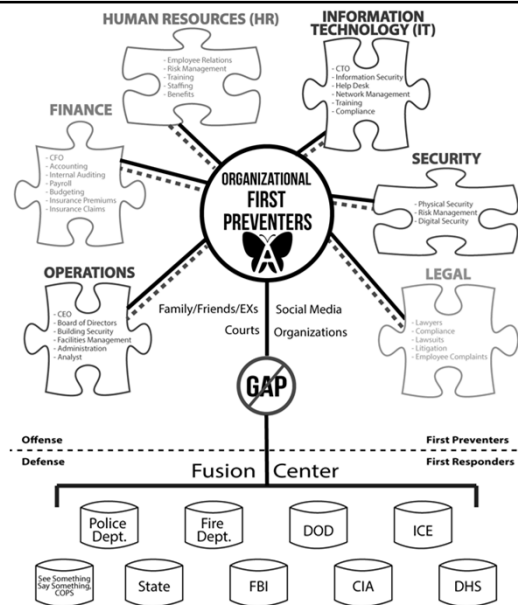 HUMAN RESOURCES (HR)
- Employee Relations
- Risk Management
- Training
- Staffing
- Benefits
INFORMATION
TECHNOLOGY (IT)
- CTO
- Information Security
- Help Desk
- Network Management
- Training
- Compliance
FINANCE
- CFO
- Accounting
- Internal Auditing
- Payroll
- Budgeting
- Insurance Premiums
- Insurance Claims
ORGANIZATIONAL
FIRST
PREVENTERS
A
SECURITY
- Physical Security
- Risk Management
- Digital Security
OPERATIONS
- CEO
- Board of Directors
- Building Security
- Facilities Management
- Administration
- Analyst
LEGAL
- Lawyers
- Compliance
- Lawsuits
- Litigation
- Employee Complaints
Family/Friends/EXs
Social Media
Courts
Organizations
GAP
Offense
First Preventers
Defense
First Responders
Fusion Center
Police
Dept.
Fire
Dept.
DOD
ICE
See Something
Say Something,
COPS
State
FBI
CIA
DHS